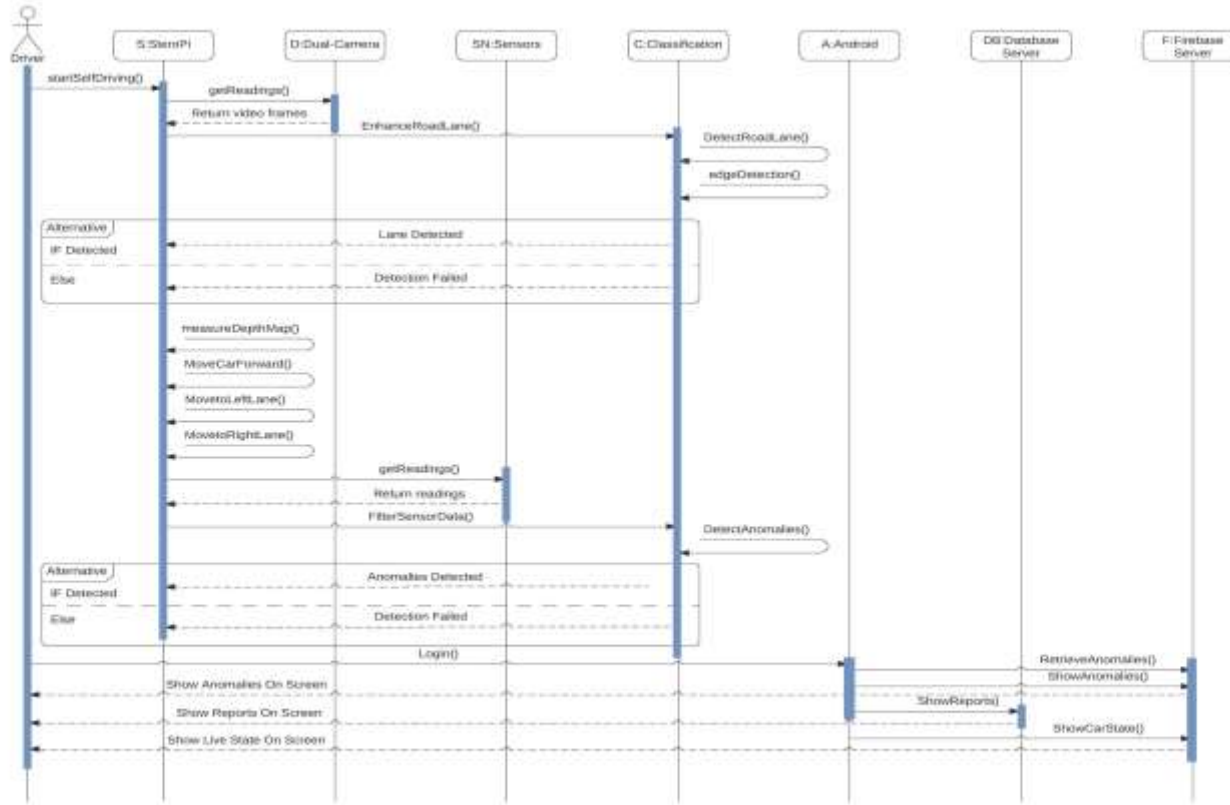 Driver
S:StemPi
D:Dual-Camera
SN:Sensors
C:Classification
A:Android
DB:Database
Server
F:Firebase
Server
startSelfDriving()
getReadings()
Return video frames
EnhanceRoadLane()
DetectRoadLane()
edgeDetection()
Alternative
IF Detected
Lane Detected
Else
Detection Failed
measureDepthMap()
MoveCarForward()
MovetoLeftLane()
MovetoRightLane()
getReadings()
Return readings
FilterSensorData()
DetectAnomalies()
Alternative
IF Detected
Anomalies Detected
Else
Detection Failed
Login()
RetrieveAnomalies()
ShowAnomalies()
Show Anomalies On Screen
ShowReports()
Show Reports On Screen
ShowCarState()
Show Live State On Screen